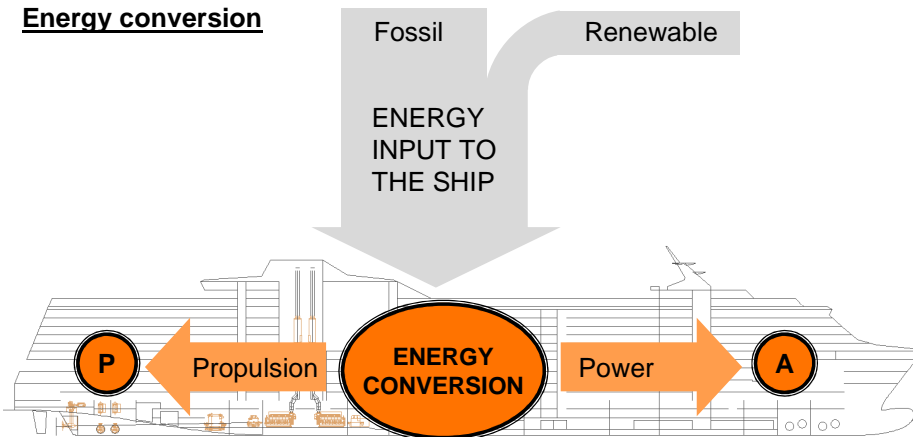 Energy conversion
Fossil
Renewable
ENERGY
INPUT TO
THE SHIP
P
Propulsion
ENERGY
CONVERSION
Power
A